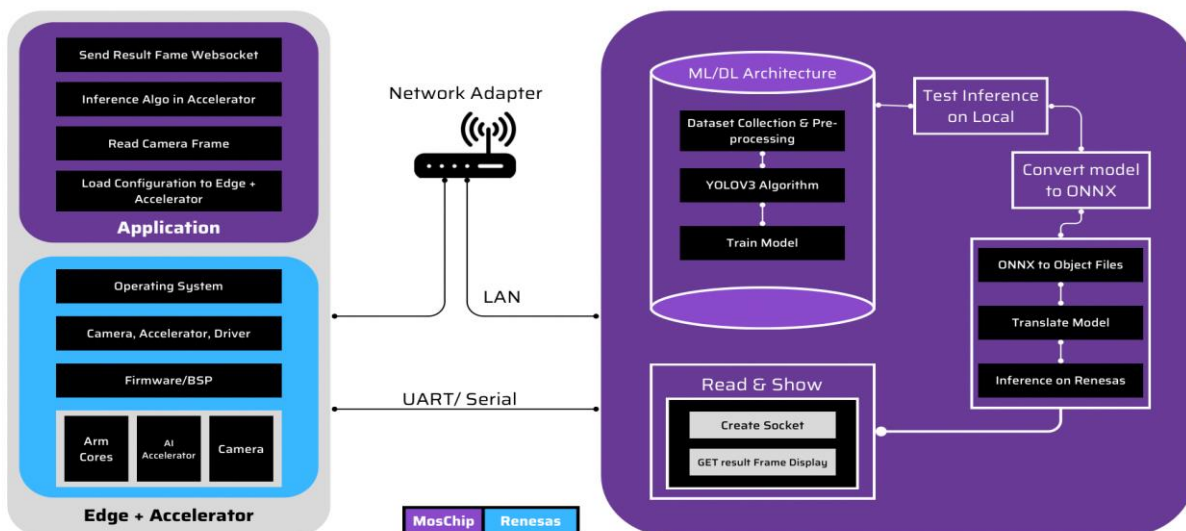 Send Result Fame Websocket
Inference Algo in Accelerator
Read Camera Frame
Load Configuration to Edge +
Accelerator
Application
Operating System
Camera, Accelerator, Driver
Firmware/BSP
Arm
Cores
AI
Accelerator
Camera
Edge + Accelerator
Network Adapter
LAN
UART/ Serial
MosChip
Renesas
ML/DL Architecture
Dataset Collection & Pre-
processing
YOLOV3 Algorithm
Train Model
Test Inference
on Local
Convert model
to ONNX
ONNX to Object Files
Translate Model
Inference on Renesas
Read & Show
Create Socket
GET result Frame Display